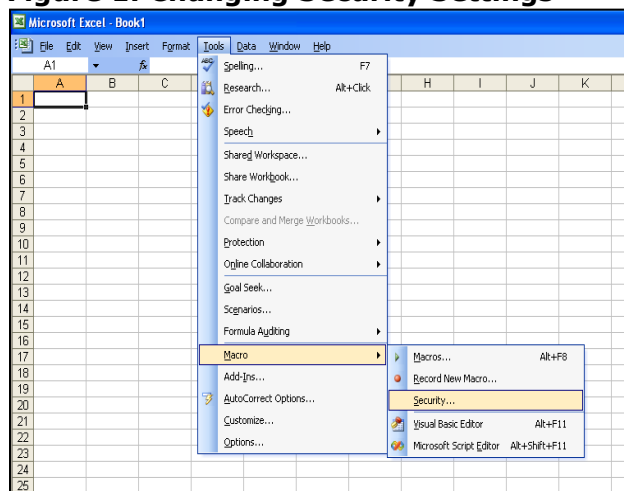 Figure 1. Changing Security Settings
Microsoft Excel - Book1
File Edit View Insert Format Tools Data Window Help
A1 fx
A B C H I J K
1
2
3
4
5
6
7
8
9
10
11
12
13
14
15
16
17
18
19
20
21
22
23
24
25
ABC
Spelling... F7
Research... Alt+Click
Error Checking...
Speech
Shared Workspace...
Share Workbook...
Track Changes
Compare and Merge Workbooks...
Protection
Online Collaboration
Goal Seek...
Scenarios...
Formula Auditing
Macro
Add-Ins...
AutoCorrect Options...
Customize...
Options...
Macros... Alt+F8
Record New Macro...
Security...
Visual Basic Editor Alt+F11
Microsoft Script Editor Alt+Shift+F11